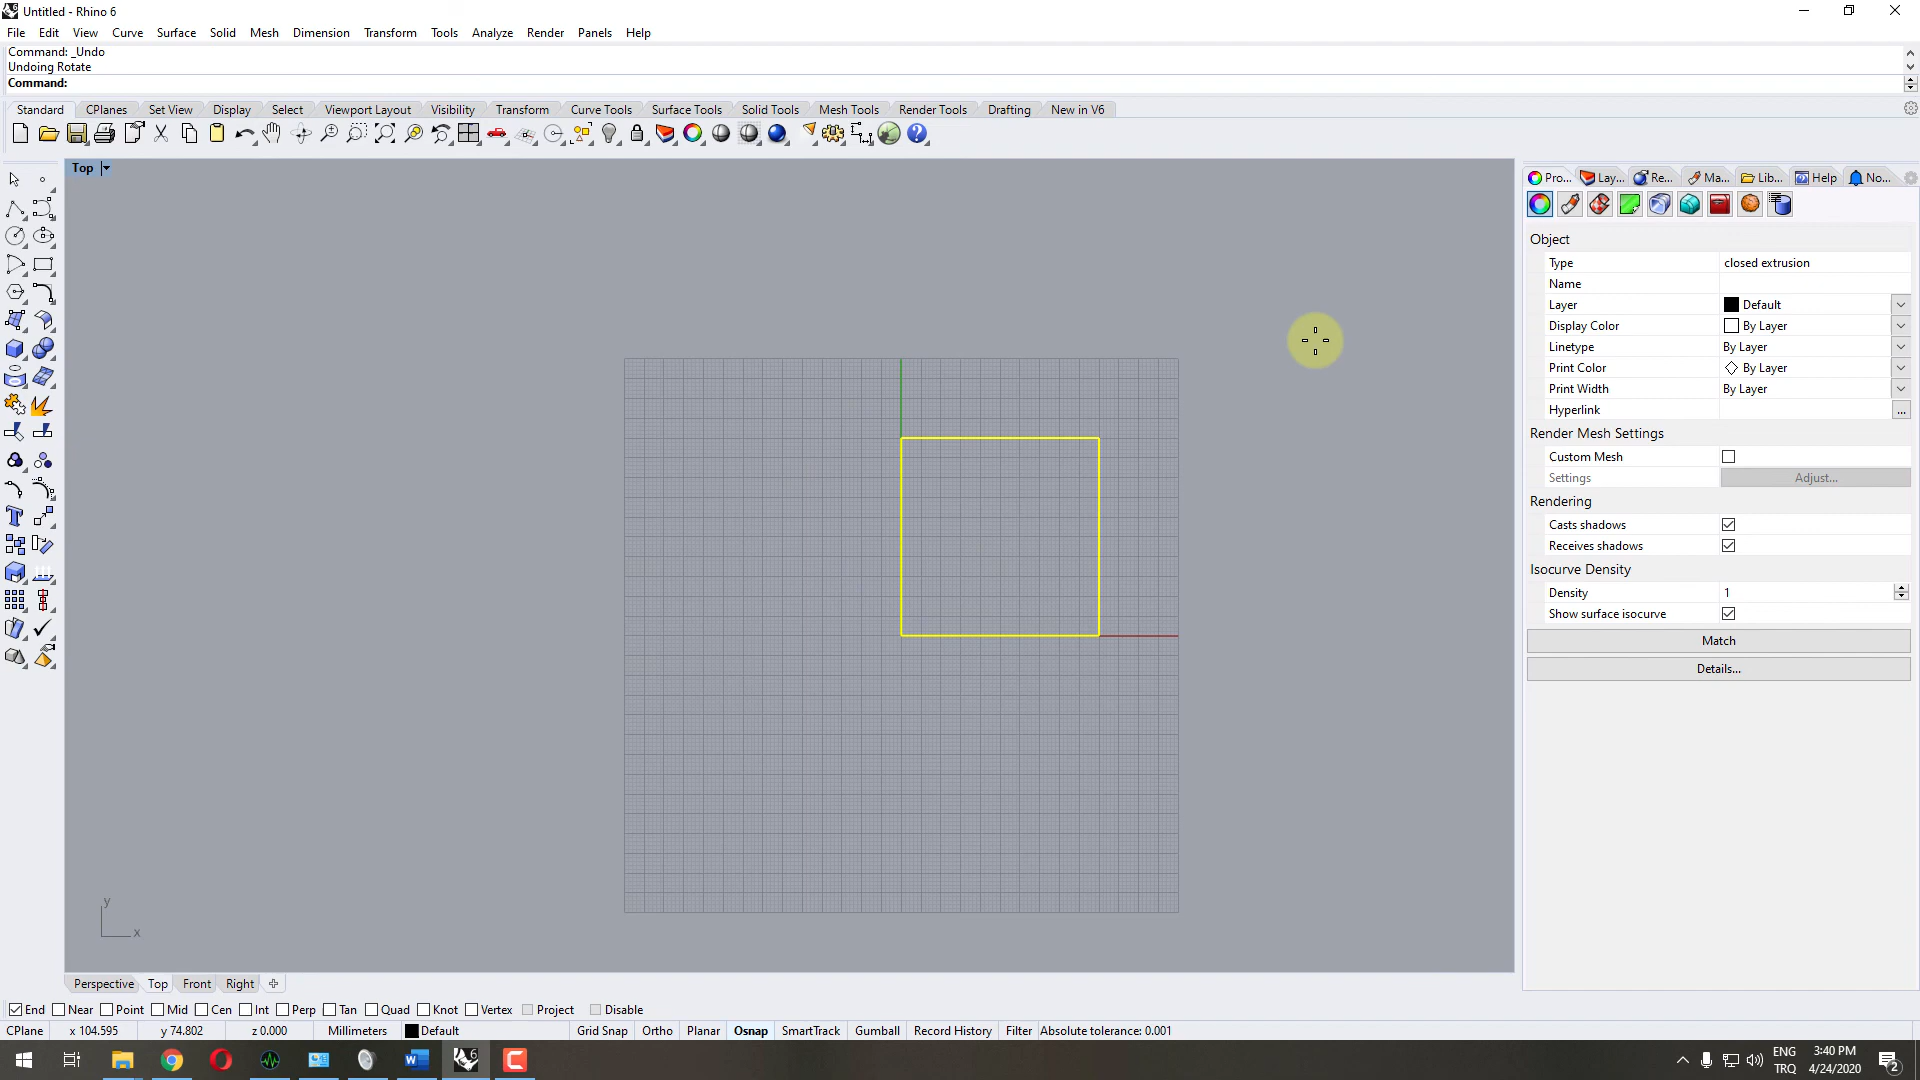 Untitled - Rhino 6
File Edit View Curve Surface Solid Mesh Dimension Transform Tools Analyze Render Panels Help
Command: _Undo
Undoing Rotate
Command:
Standard CPlanes Set View Display Select Viewport Layout Visibility Transform Curve Tools Surface Tools Solid Tools Mesh Tools Render Tools Drafting New in V6
Top
Pro... Lay... Re... Ma... Lib... Help No...
Object
Type closed extrusion
Name
Layer Default
Display Color By Layer
Linetype By Layer
Print Color By Layer
Print Width By Layer
Hyperlink ...
Render Mesh Settings
Custom Mesh
Settings Adjust...
Rendering
Casts shadows
Receives shadows
Isocurve Density
Density 1
Show surface isocurve
Match
Details...
y
x
Perspective Top Front Right
End Near Point Mid Cen Int Perp Tan Quad Knot Vertex Project Disable
CPlane x 104.595 y 74.802 z 0.000 Millimeters Default Grid Snap Ortho Planar Osnap SmartTrack Gumball Record History Filter Absolute tolerance: 0.001
ENG 3:40 PM
TRQ 4/24/2020
2